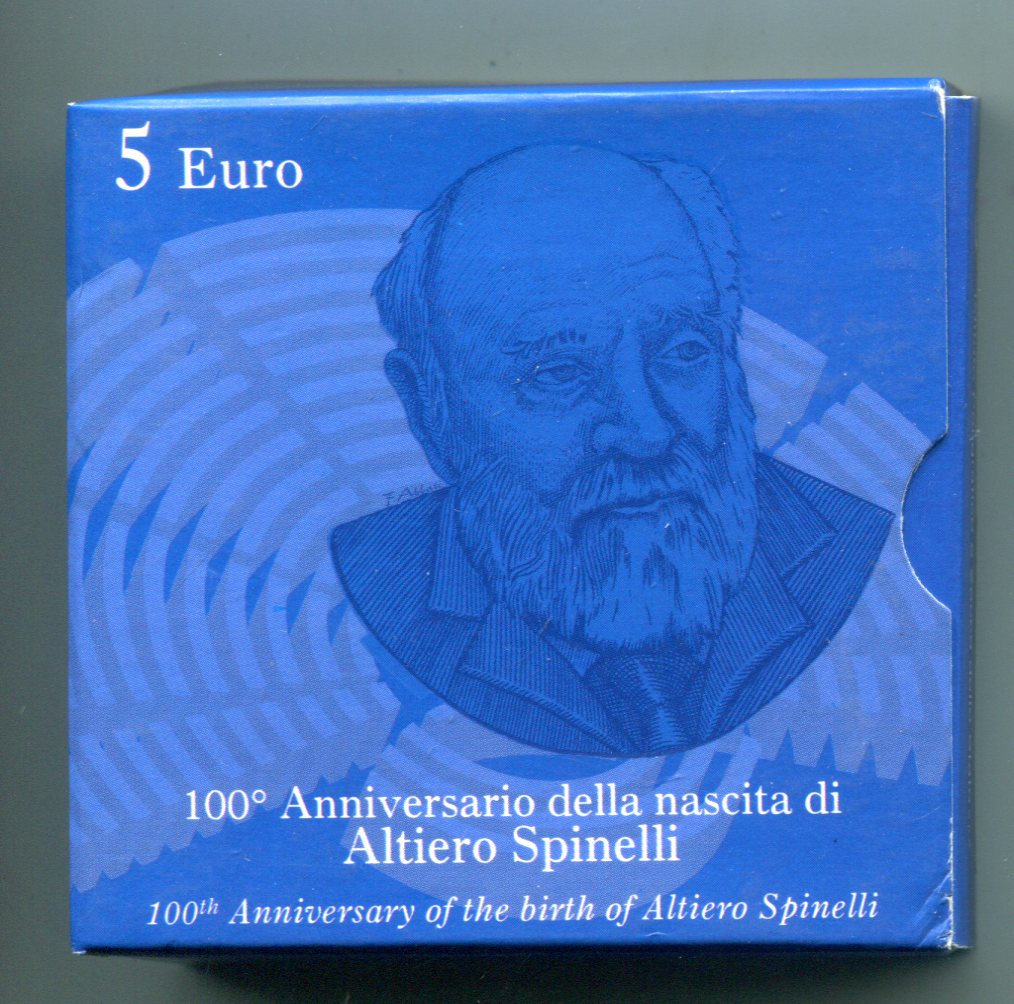 5 Euro
100° Anniversario della nascita di
Altiero Spinelli
100th Anniversary of the birth of Altiero Spinelli